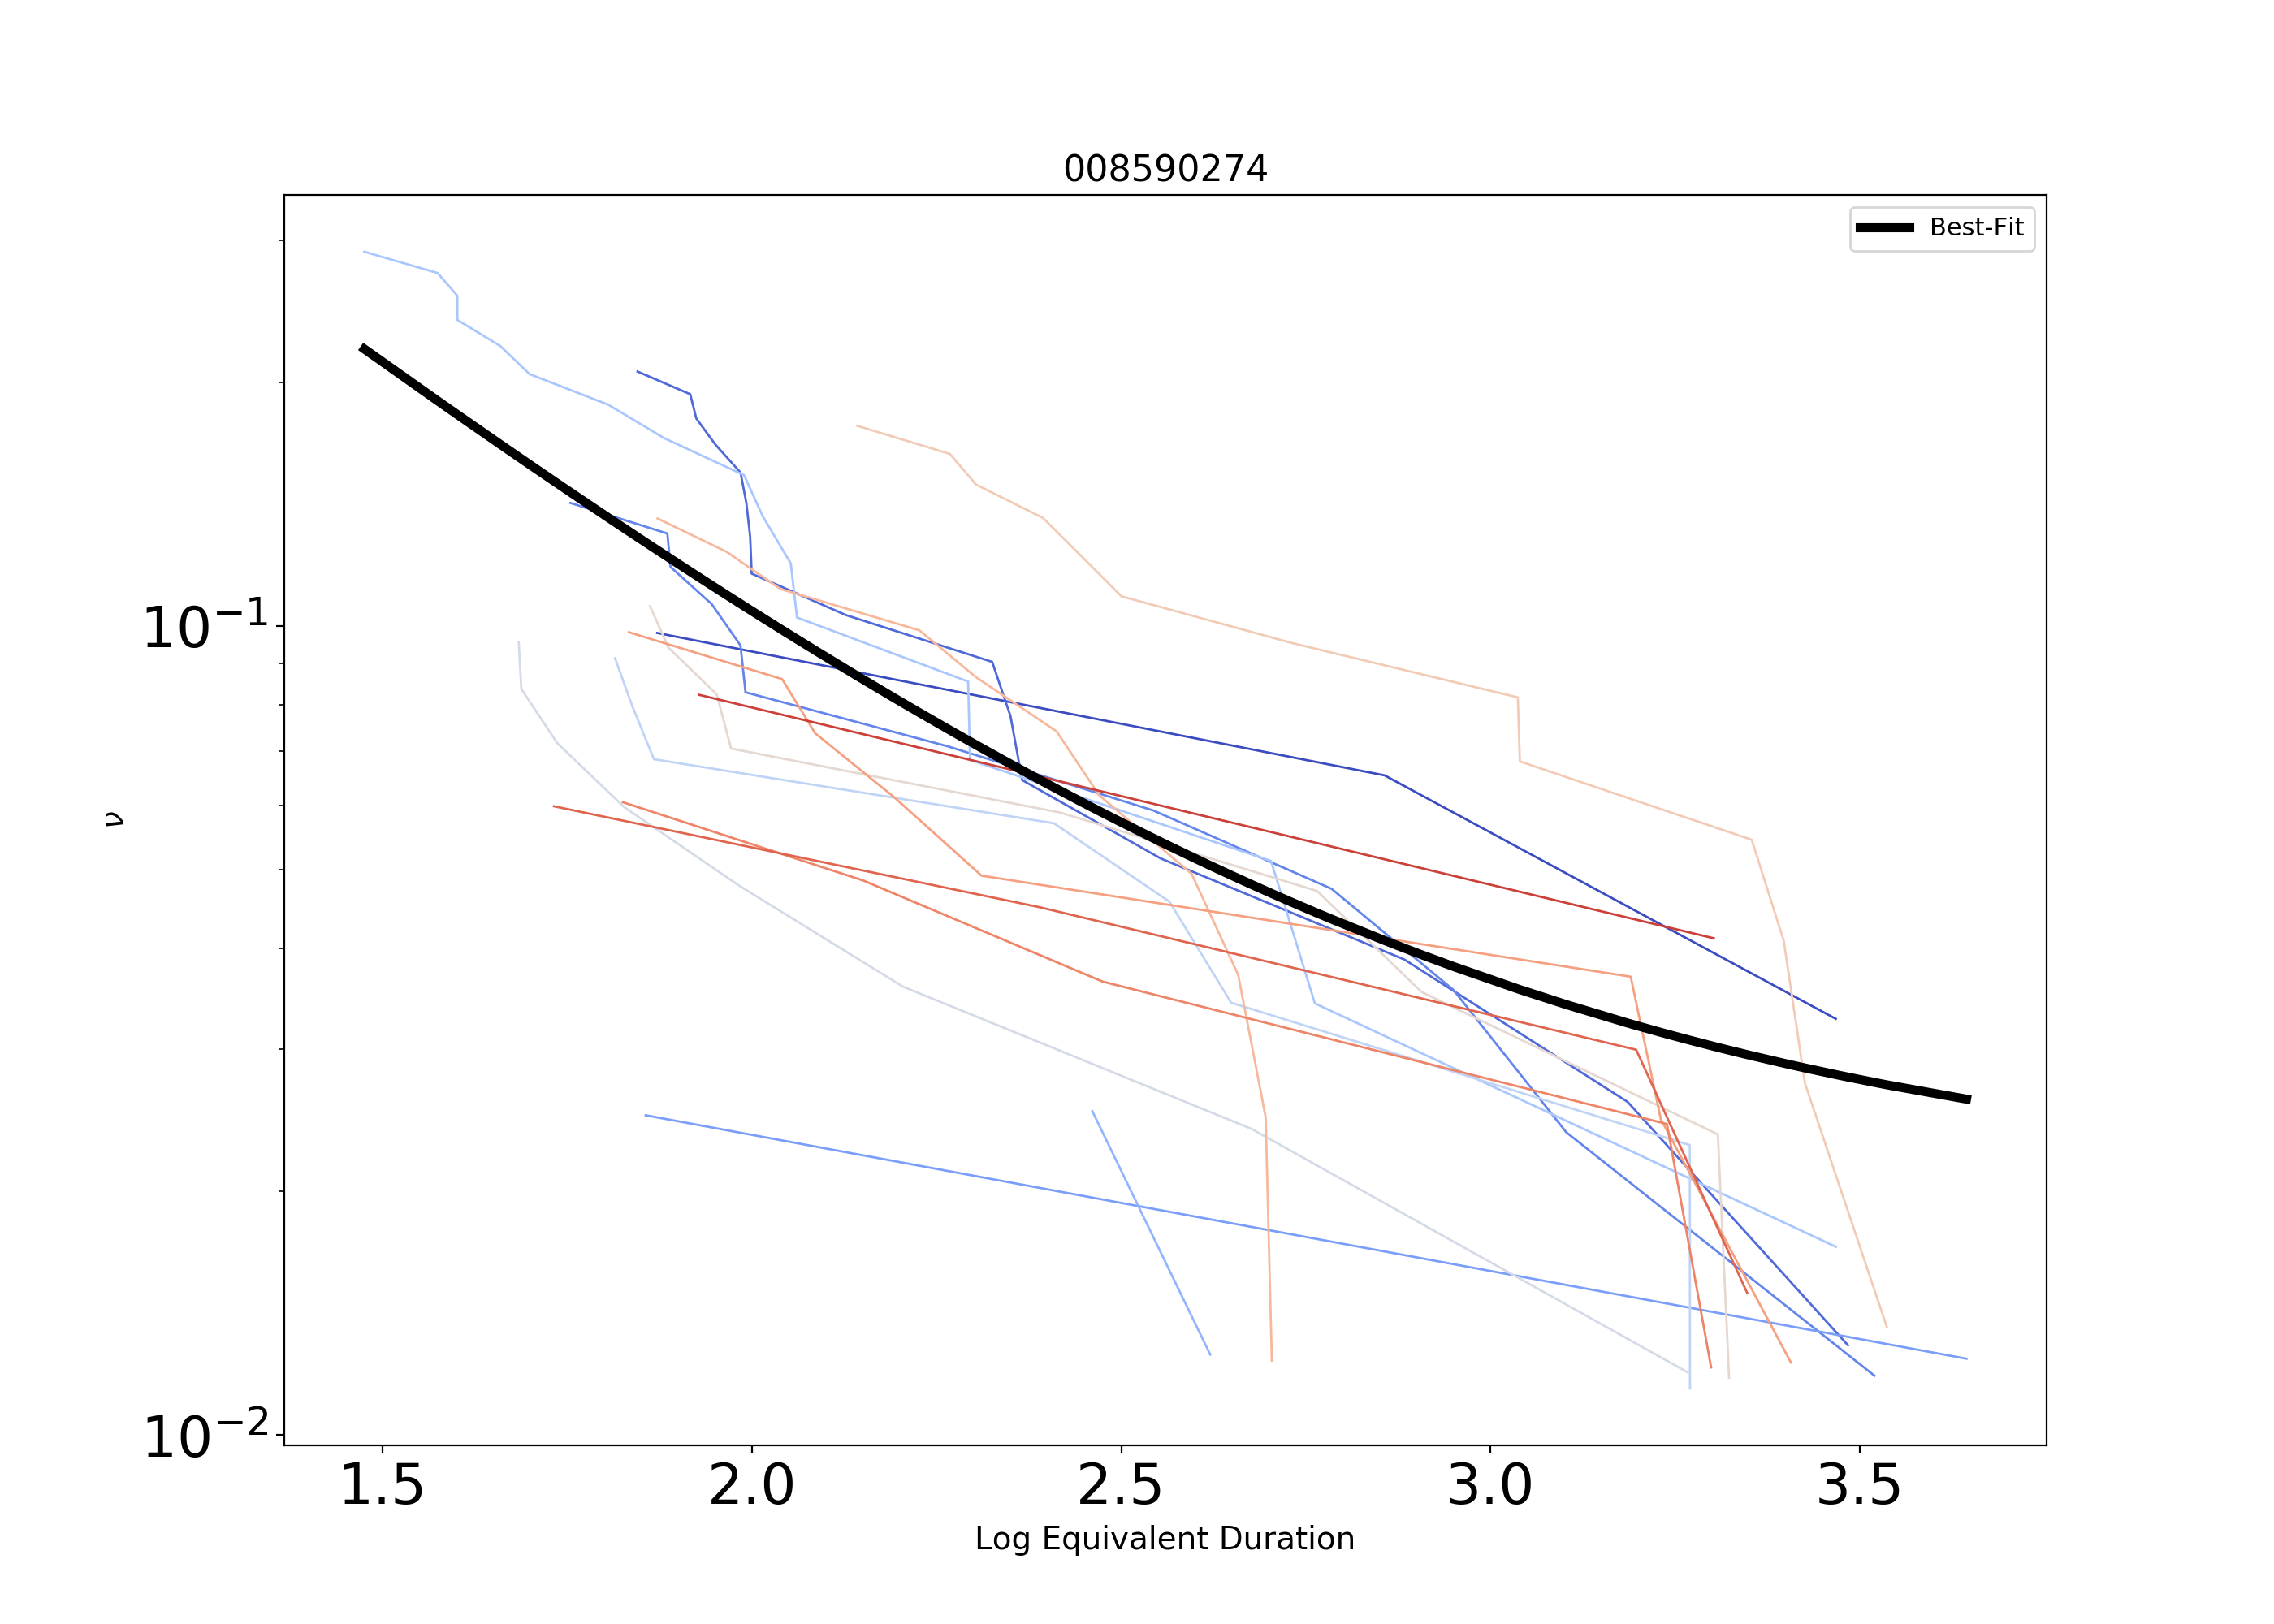 008590274
Best-Fit
10⁻¹
ν
10⁻²
1.5 2.0 2.5 3.0 3.5
Log Equivalent Duration